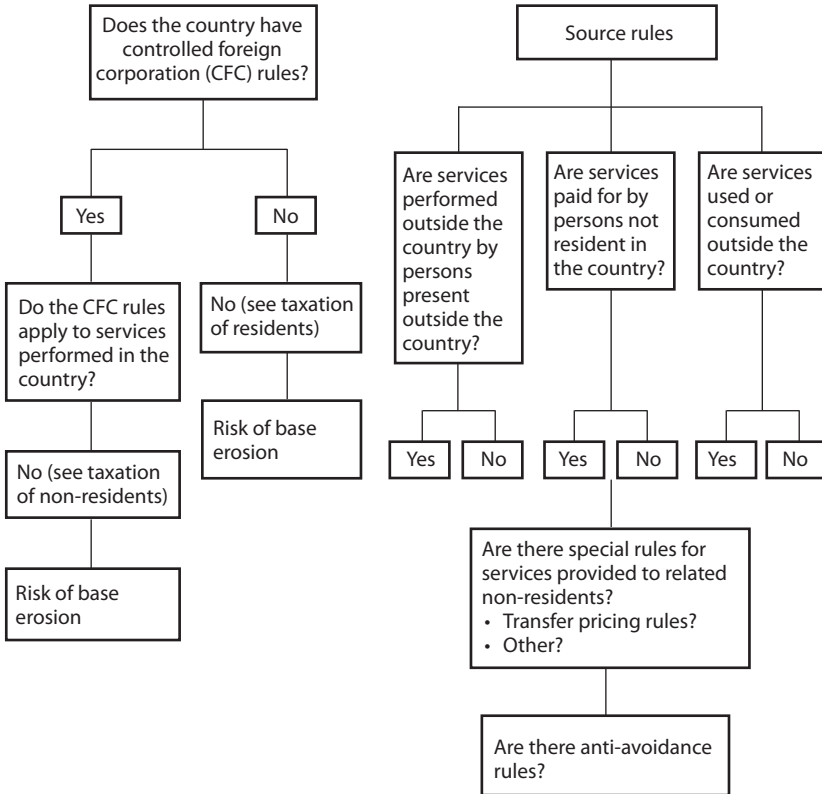 Does the country have
controlled foreign
corporation (CFC) rules?
Yes
No
Do the CFC rules
apply to services
performed in the
country?
No (see taxation
of residents)
No (see taxation
of non-residents)
Risk of base
erosion
Risk of base
erosion
Source rules
Are services
performed
outside the
country by
persons
present
outside the
country?
Are services
paid for by
persons not
resident in
the country?
Are services
used or
consumed
outside the
country?
Yes
No
Yes
No
Yes
No
Are there special rules for
services provided to related
non-residents?
• Transfer pricing rules?
• Other?
Are there anti-avoidance
rules?